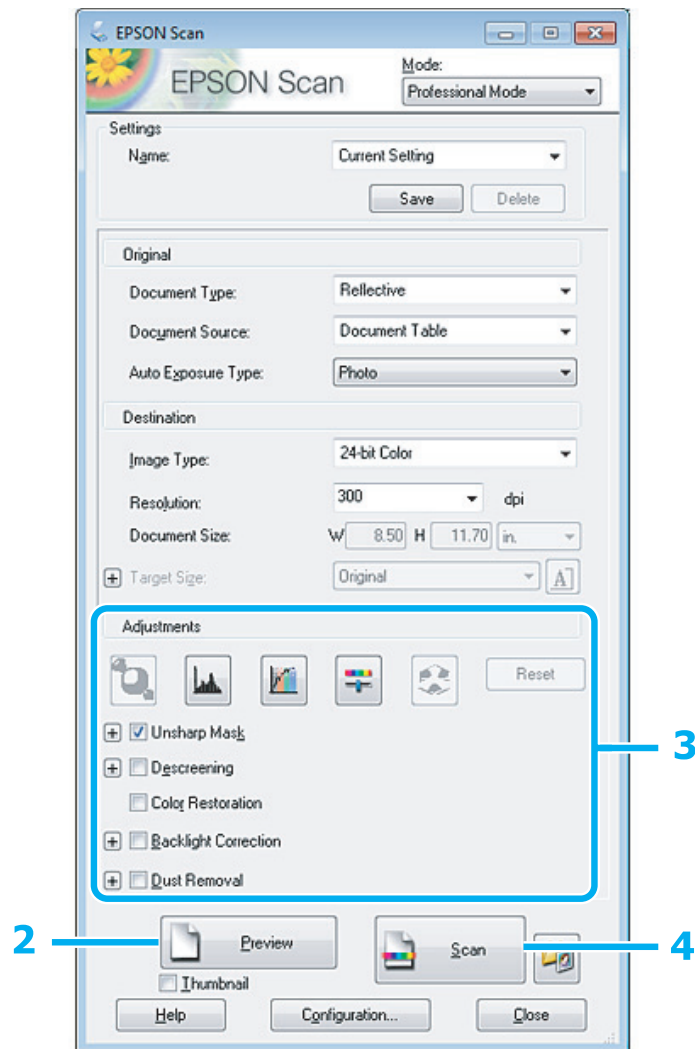 EPSON Scan
EPSON Scan
Mode:
Professional Mode
Settings
Name:
Current Setting
Save
Delete
Original
Document Type:
Reflective
Document Source:
Document Table
Auto Exposure Type:
Photo
Destination
Image Type:
24-bit Color
Resolution:
300
dpi
Document Size:
W 8.50 H 11.70 in.
Target Size:
Original
A
Adjustments
Reset
Unsharp Mask
3
Descreening
Color Restoration
Backlight Correction
Dust Removal
2
Preview
Scan
4
Thumbnail
Help
Configuration...
Close